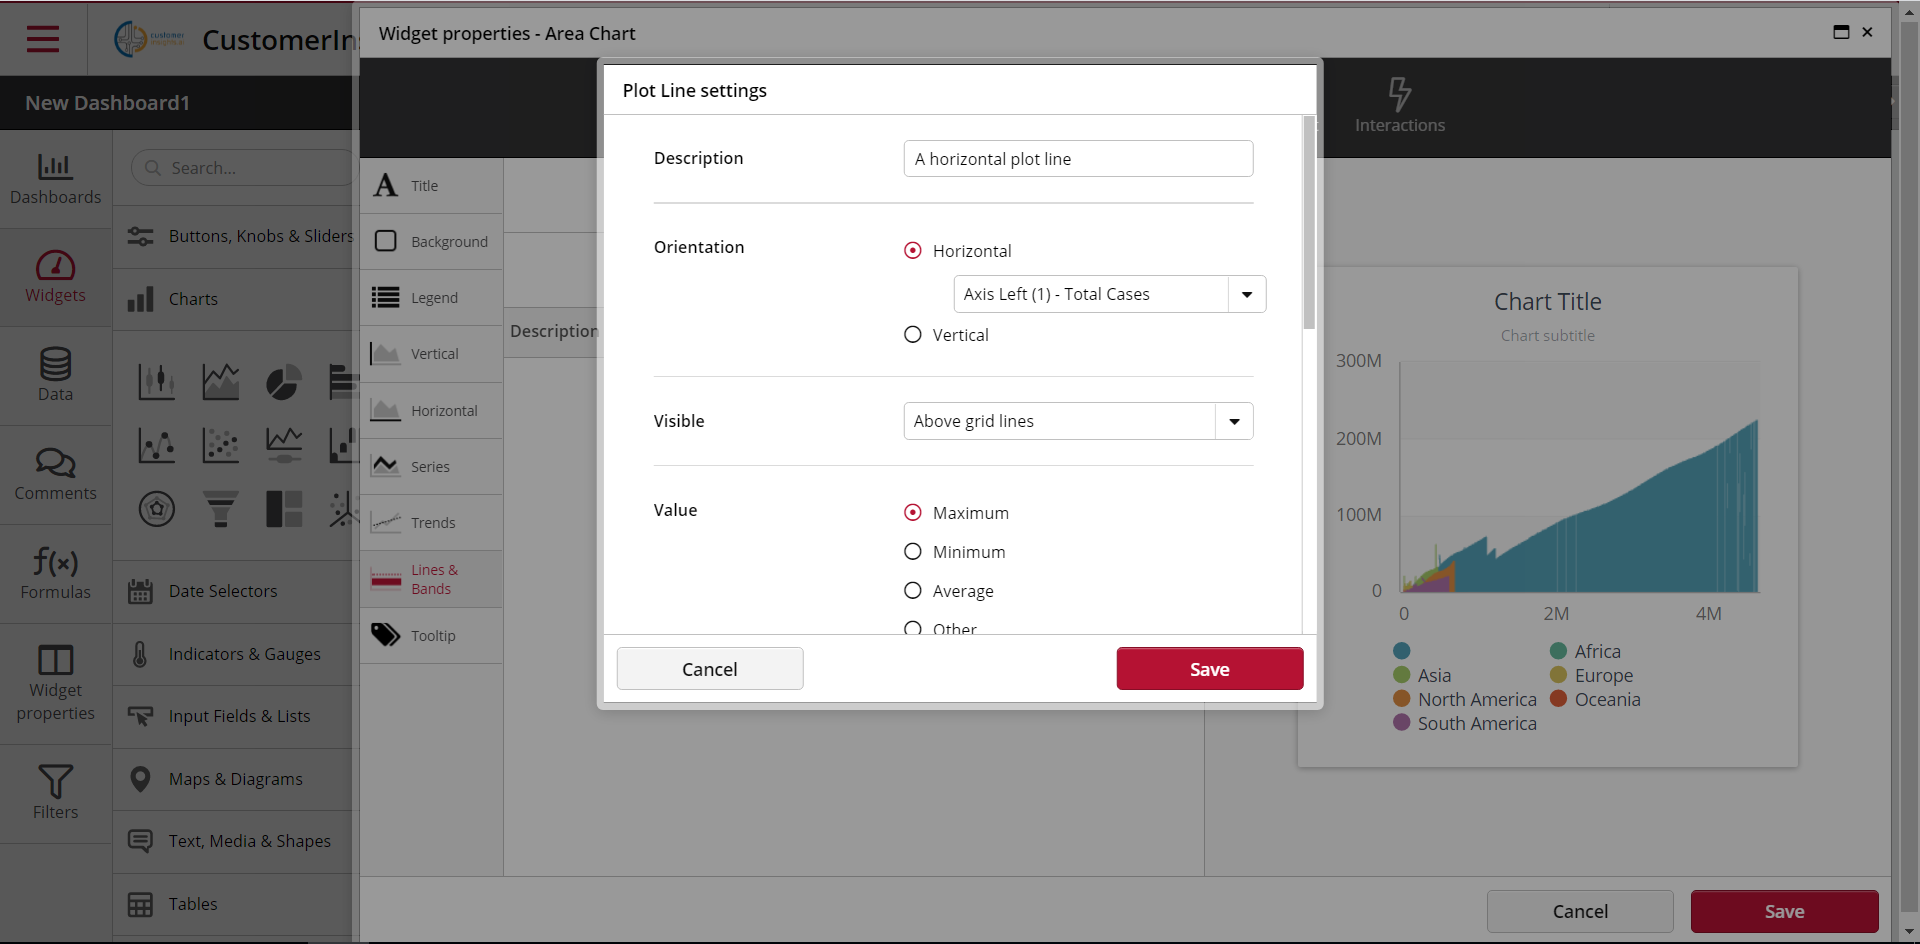 CustomerIn
customer
Widget properties - Area Chart
New Dashboard1
Interactions
Dashboards
Widgets
Data
Comments
Formulas
Widget
properties
Filters
Search...
Buttons, Knobs & Sliders
Charts
Date Selectors
Indicators & Gauges
Input Fields & Lists
Maps & Diagrams
Text, Media & Shapes
Tables
Title
Background
Legend
Vertical
Horizontal
Series
Trends
Lines &
Bands
Tooltip
Description
Plot Line settings
Description
A horizontal plot line
Orientation
Horizontal
Axis Left (1) - Total Cases
Vertical
Visible
Above grid lines
Value
Maximum
Minimum
Average
Other
Cancel
Save
Chart Title
Chart subtitle
300M
200M
100M
0
0
2M
4M
Africa
Asia
Europe
North America
Oceania
South America
Cancel
Save